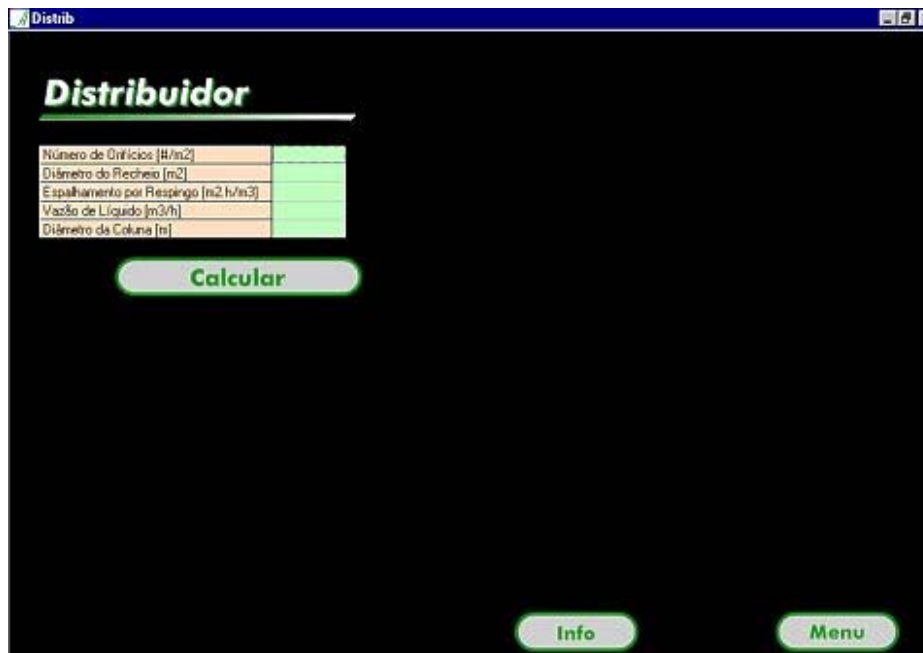 Distrib
Distribuidor
Número de Orifícios [#/m2]
Diâmetro do Recheio [m2]
Espalhamento por Respingo [m2.h/m3]
Vazão de Líquido [m3/h]
Diâmetro da Coluna [m]
Calcular
Info
Menu